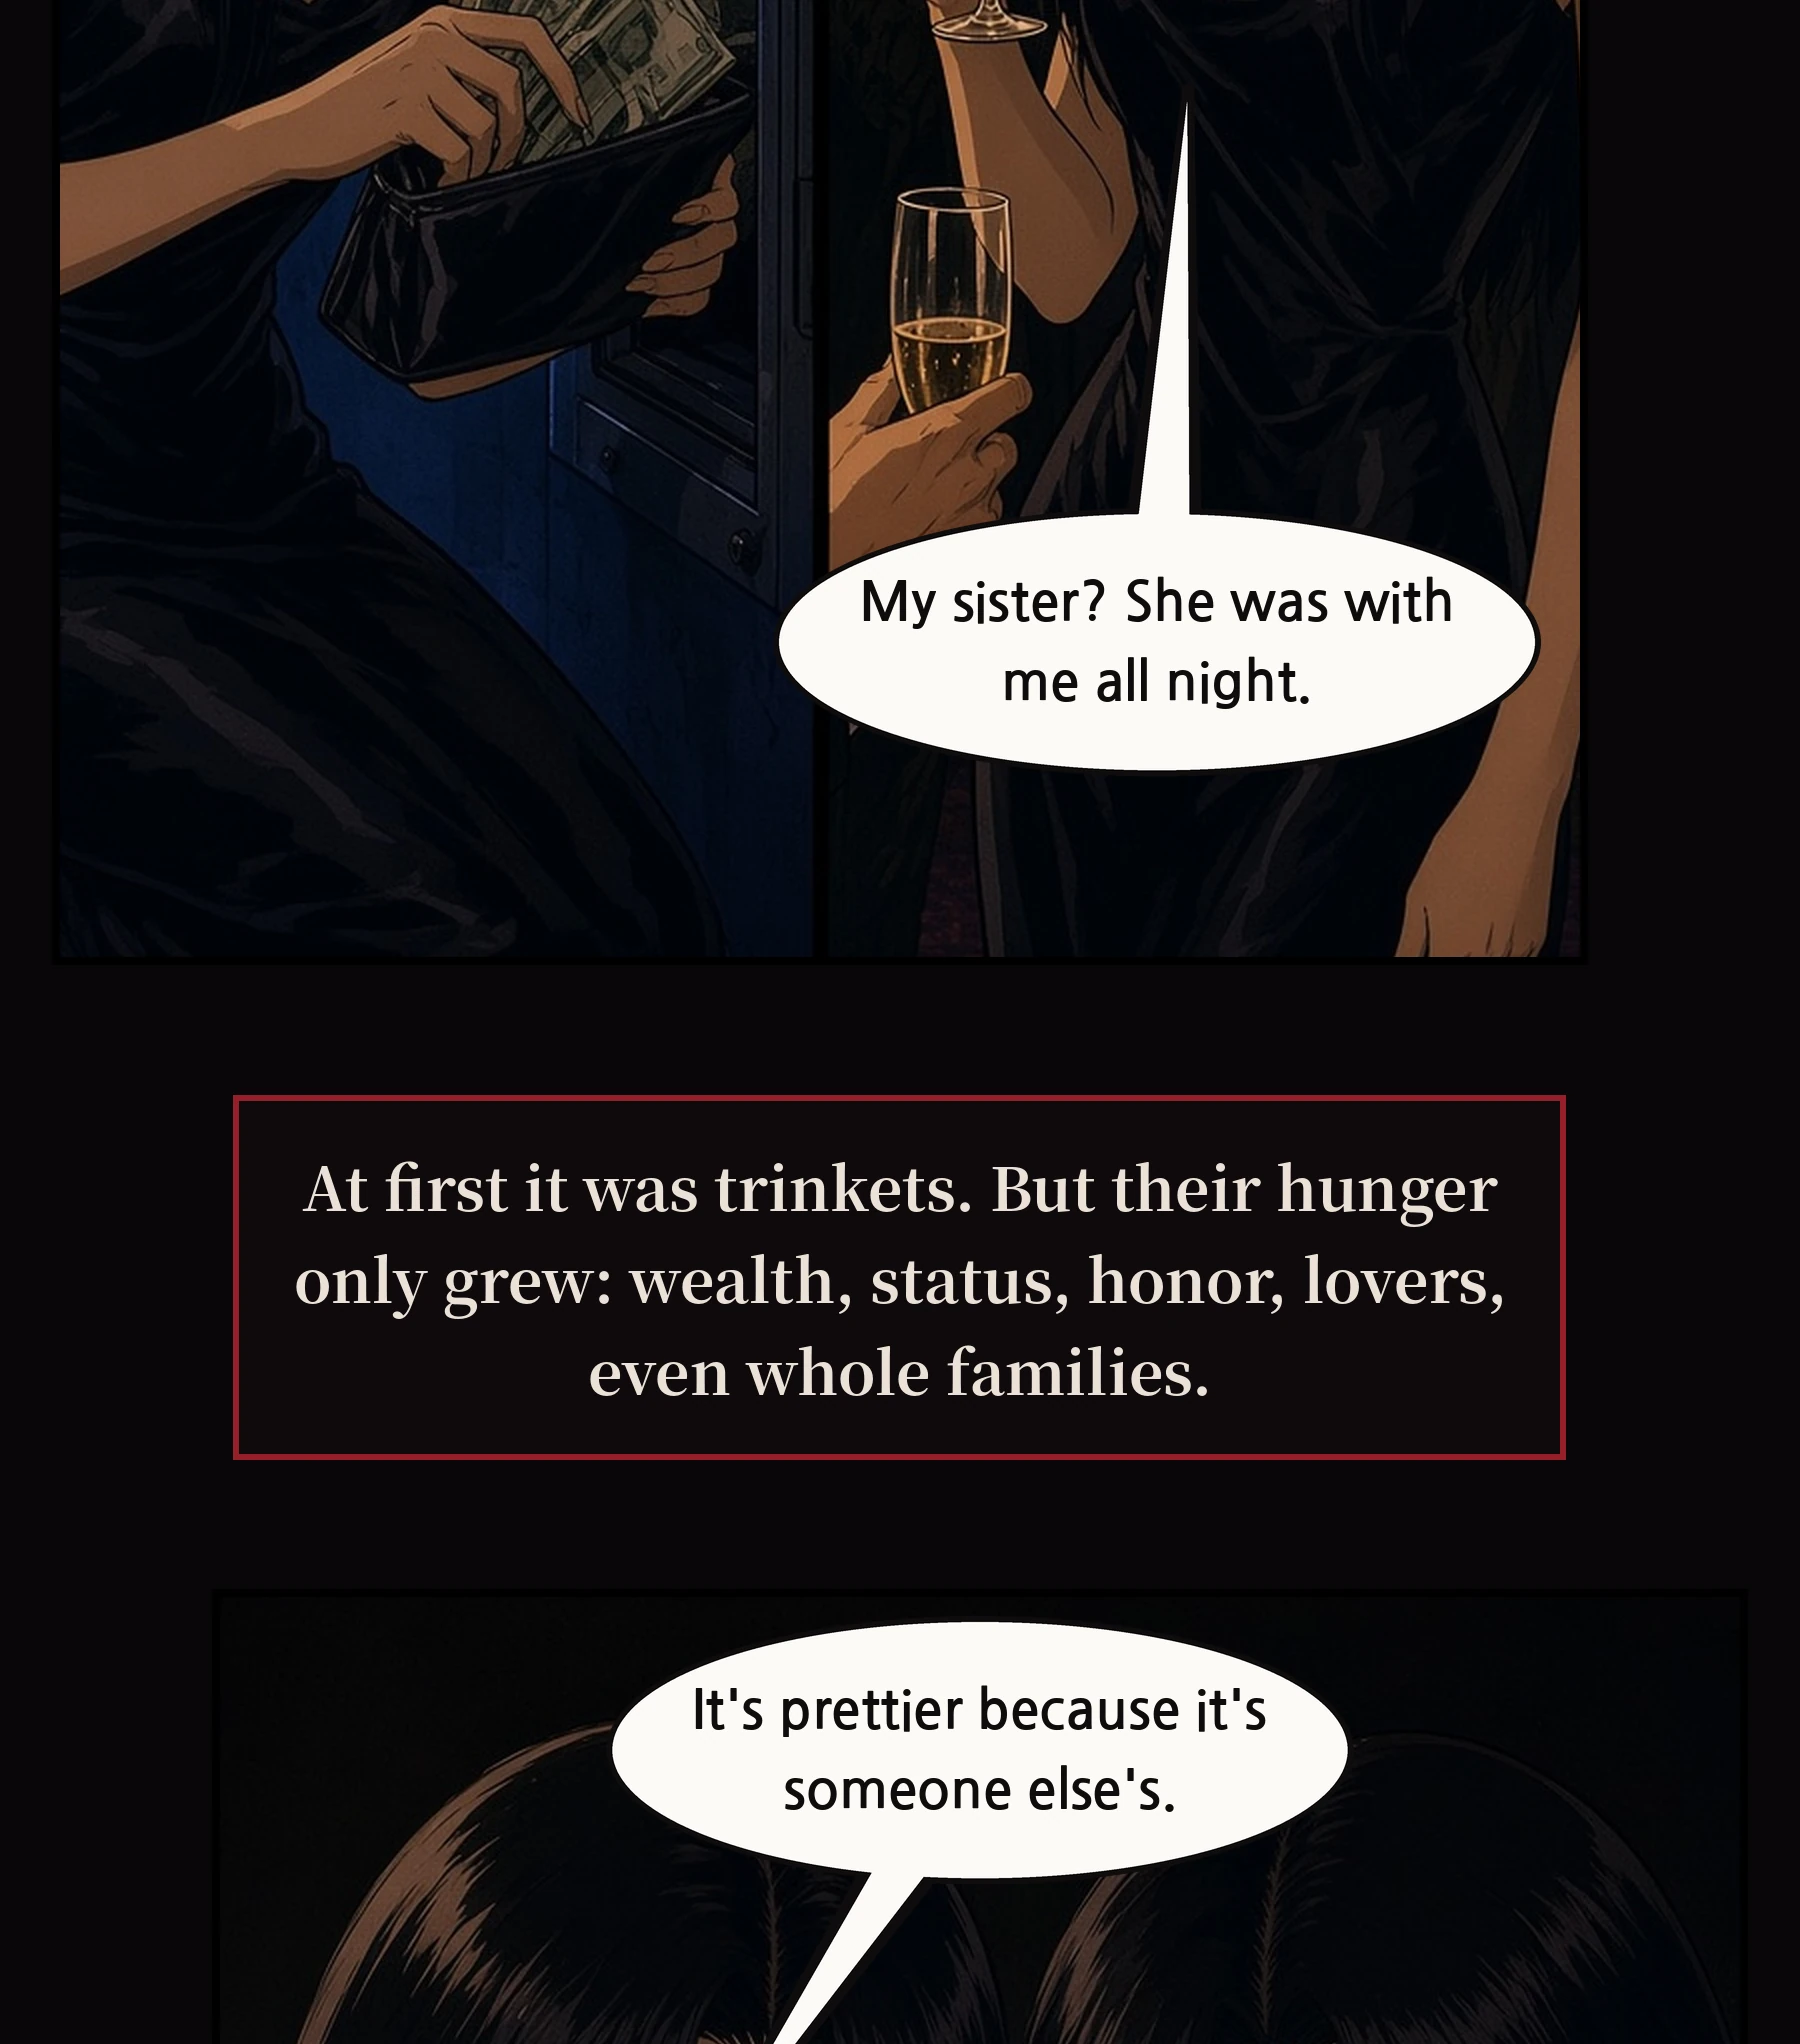 My sister? She was with
me all night.
At first it was trinkets. But their hunger
only grew: wealth, status, honor, lovers,
even whole families.
It's prettier because it's
someone else's.